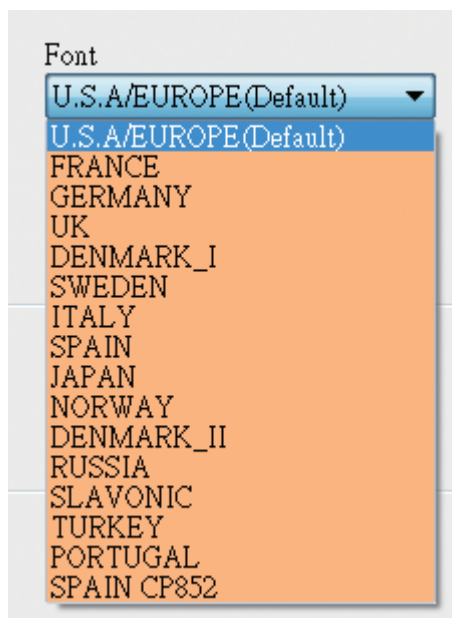 Font
U.S.A/EUROPE(Default)
U.S.A/EUROPE(Default)
FRANCE
GERMANY
UK
DENMARK_I
SWEDEN
ITALY
SPAIN
JAPAN
NORWAY
DENMARK_II
RUSSIA
SLAVONIC
TURKEY
PORTUGAL
SPAIN CP852